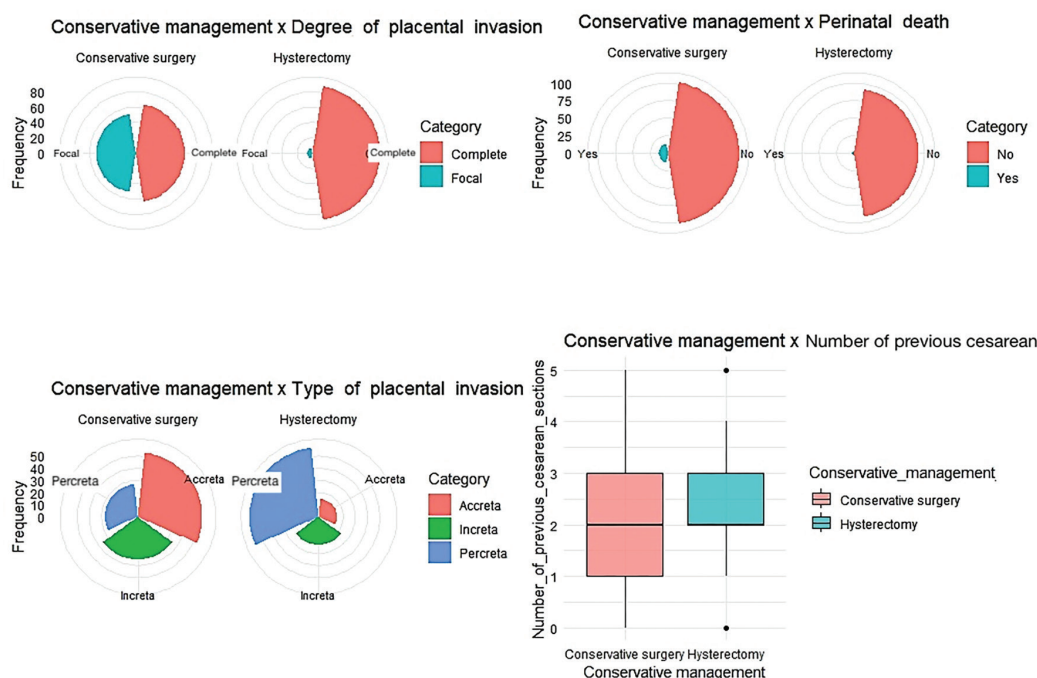 Conservative management x Degree of placental invasion
Conservative surgery
Hysterectomy
80
60
40
20
0
Frequency
Focal
Complete
Focal
Complete
Category
Complete
Focal
Conservative management x Perinatal death
Conservative surgery
Hysterectomy
100
75
50
25
0
Frequency
Yes
No
Yes
No
Category
No
Yes
Conservative management x Type of placental invasion
Conservative surgery
Hysterectomy
50
40
30
20
10
0
Frequency
Percreta
Accreta
Increta
Percreta
Accreta
Increta
Category
Accreta
Increta
Percreta
Conservative management x Number of previous cesarean
5
4
3
2
1
0
Number_of_previous_cesarean_sections
Conservative surgery
Hysterectomy
Conservative management
Conservative_management
Conservative surgery
Hysterectomy